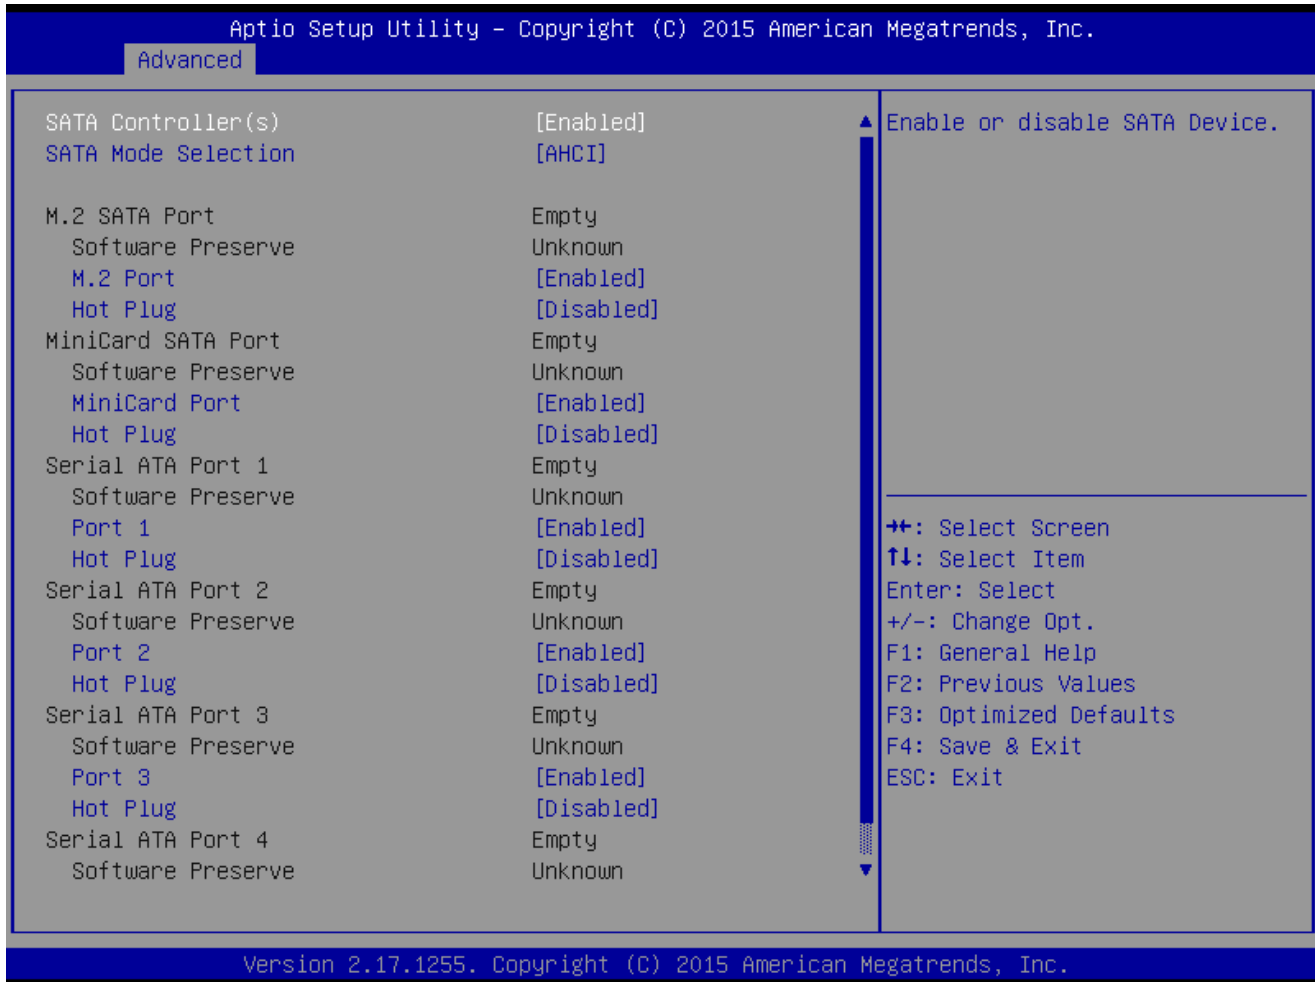 Aptio Setup Utility – Copyright (C) 2015 American Megatrends, Inc.
Advanced
SATA Controller(s) [Enabled]
SATA Mode Selection [AHCI]
M.2 SATA Port Empty
Software Preserve Unknown
M.2 Port [Enabled]
Hot Plug [Disabled]
MiniCard SATA Port Empty
Software Preserve Unknown
MiniCard Port [Enabled]
Hot Plug [Disabled]
Serial ATA Port 1 Empty
Software Preserve Unknown
Port 1 [Enabled]
Hot Plug [Disabled]
Serial ATA Port 2 Empty
Software Preserve Unknown
Port 2 [Enabled]
Hot Plug [Disabled]
Serial ATA Port 3 Empty
Software Preserve Unknown
Port 3 [Enabled]
Hot Plug [Disabled]
Serial ATA Port 4 Empty
Software Preserve Unknown
Enable or disable SATA Device.
→←: Select Screen
↑↓: Select Item
Enter: Select
+/-: Change Opt.
F1: General Help
F2: Previous Values
F3: Optimized Defaults
F4: Save & Exit
ESC: Exit
Version 2.17.1255. Copyright (C) 2015 American Megatrends, Inc.